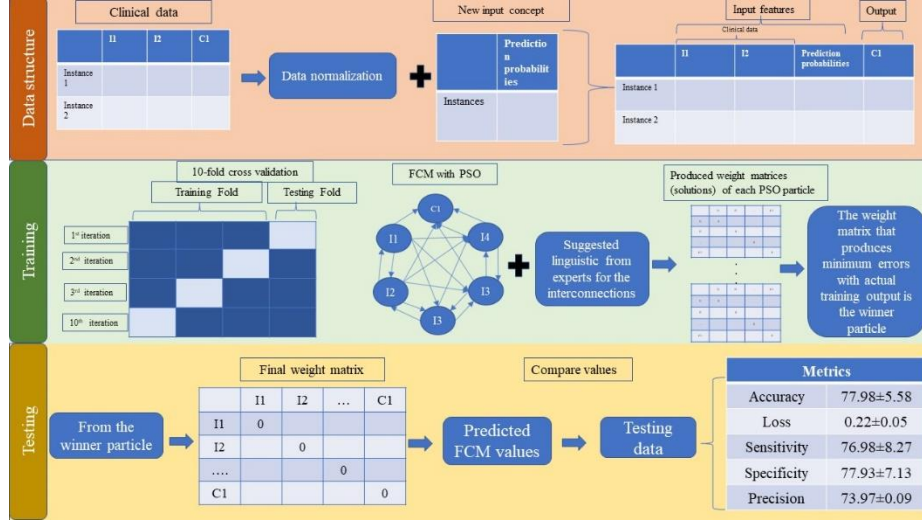 Data structure
Clinical data
I1 I2 C1
Instance
1
Instance
2
Data normalization
New input concept
Predictio
n
probabilit
ies
Instances
Input features
Output
Clinical data
I1 I2 Prediction probabilities C1
Instance 1
Instance 2
Training
10-fold cross validation
Training Fold Testing Fold
1st iteration
2nd iteration
3rd iteration
10th iteration
FCM with PSO
C1
I1 I4
I2 I3
I3
Suggested
linguistic from
experts for the
interconnections
Produced weight matrices
(solutions) of each PSO particle
The weight
matrix that
produces
minimum errors
with actual
training output is
the winner
particle
Testing
From the
winner particle
Final weight matrix
I1 I2 … C1
I1 0
I2 0
…. 0
C1 0
Compare values
Predicted
FCM values
Testing
data
Metrics
Accuracy 77.98±5.58
Loss 0.22±0.05
Sensitivity 76.98±8.27
Specificity 77.93±7.13
Precision 73.97±0.09